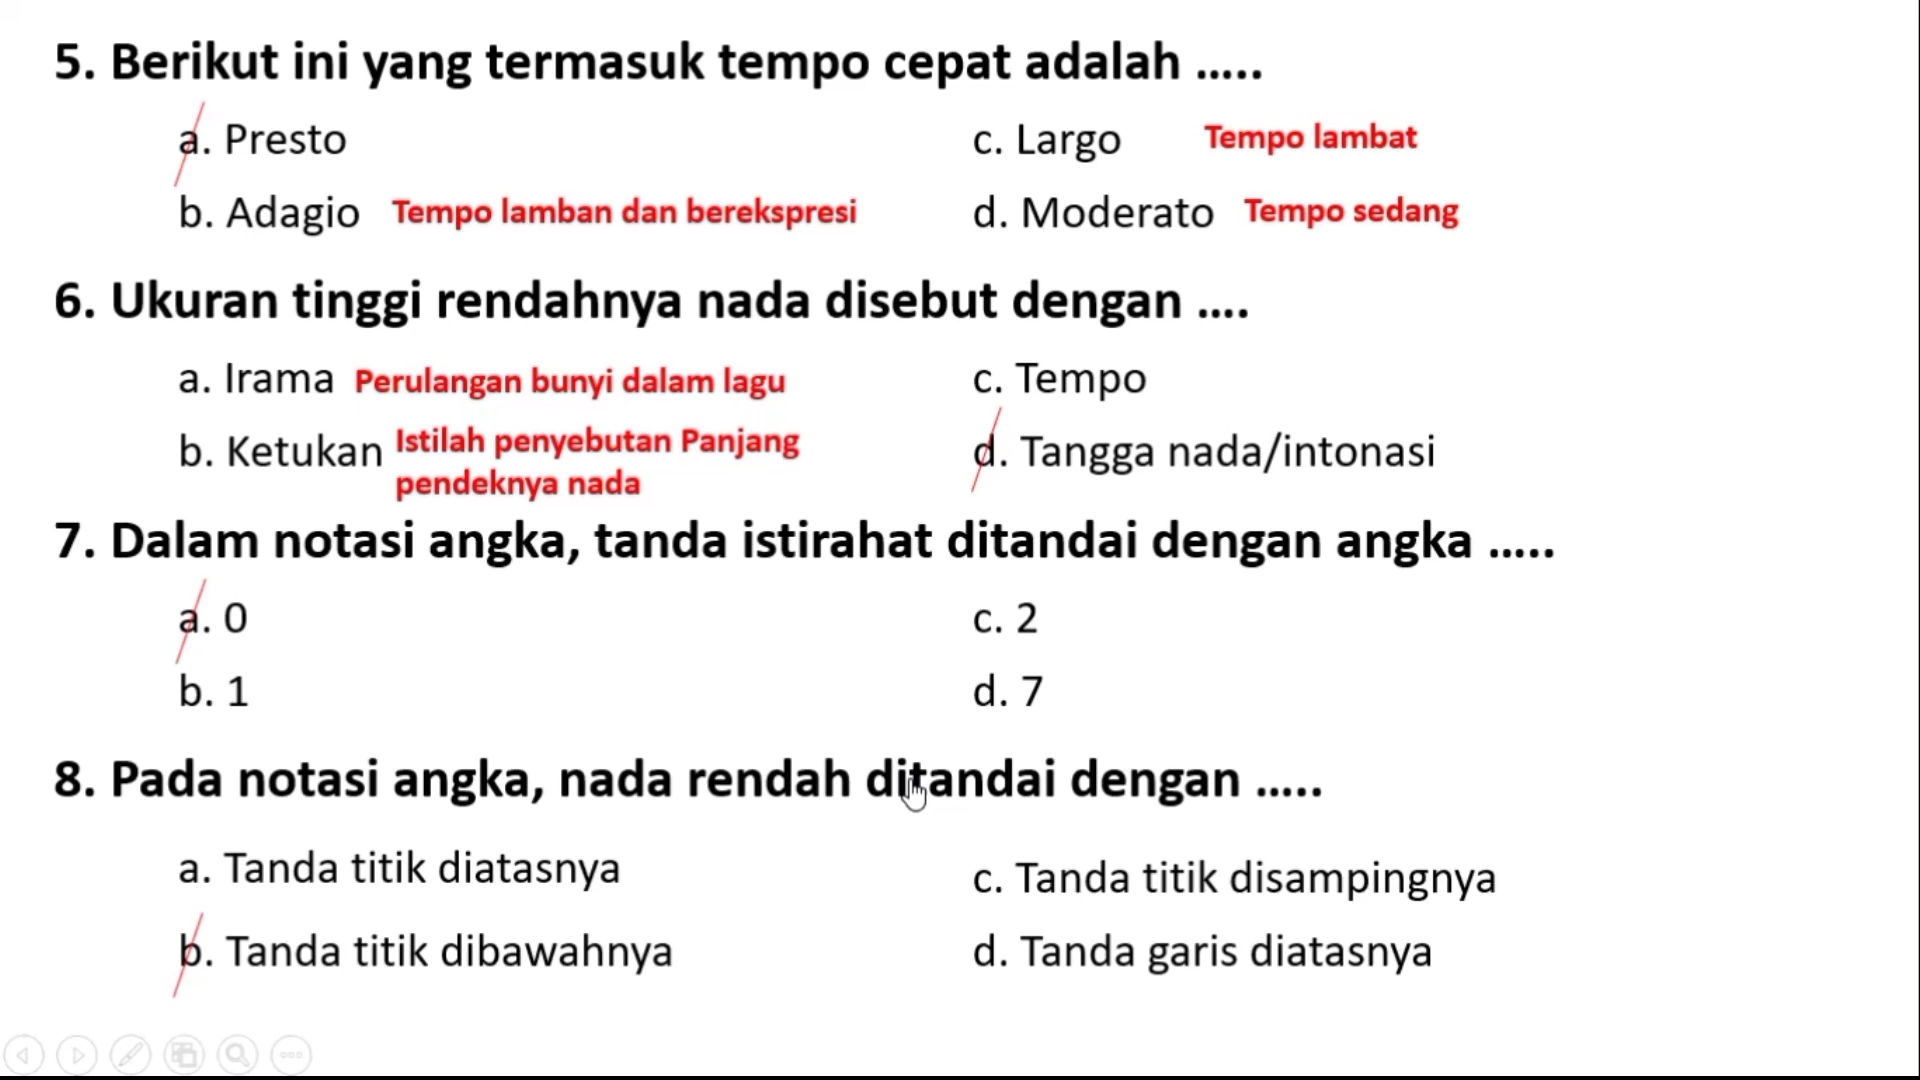 5. Berikut ini yang termasuk tempo cepat adalah .....
a. Presto
c. Largo Tempo lambat
b. Adagio Tempo lamban dan berekspresi
d. Moderato Tempo sedang
6. Ukuran tinggi rendahnya nada disebut dengan ....
a. Irama Perulangan bunyi dalam lagu
c. Tempo
b. Ketukan Istilah penyebutan Panjang
pendeknya nada
d. Tangga nada/intonasi
7. Dalam notasi angka, tanda istirahat ditandai dengan angka .....
a. 0
c. 2
b. 1
d. 7
8. Pada notasi angka, nada rendah ditandai dengan .....
a. Tanda titik diatasnya
c. Tanda titik disampingnya
b. Tanda titik dibawahnya
d. Tanda garis diatasnya